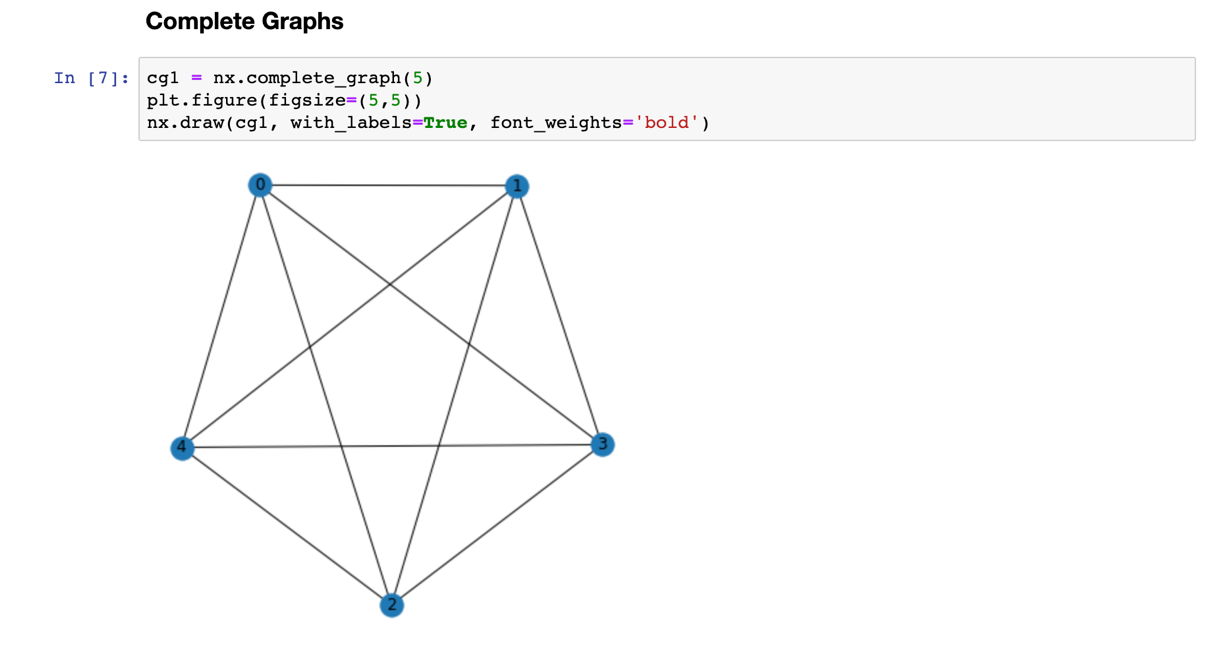 Complete Graphs
In [7]: cg1 = nx.complete_graph(5)
plt.figure(figsize=(5,5))
nx.draw(cg1, with_labels=True, font_weights='bold')
0 1
4 3
2